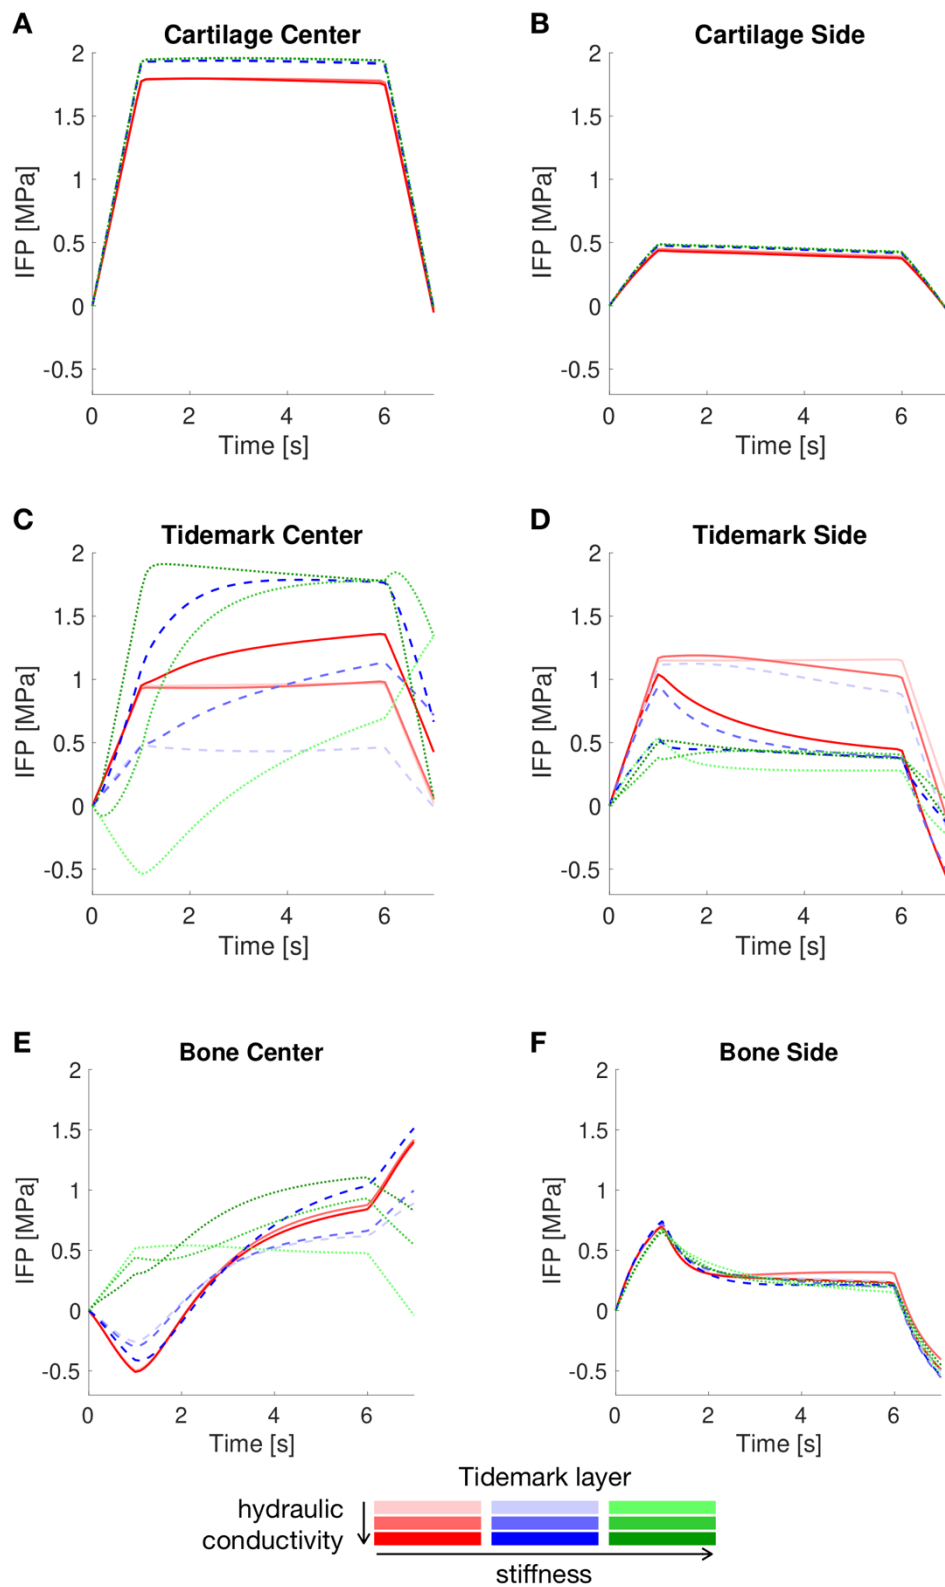 A
Cartilage Center
2
1.5
1
0.5
0
-0.5
IFP [MPa]
0 2 4 6
Time [s]
B
Cartilage Side
2
1.5
1
0.5
0
-0.5
IFP [MPa]
0 2 4 6
Time [s]
C
Tidemark Center
2
1.5
1
0.5
0
-0.5
IFP [MPa]
0 2 4 6
Time [s]
D
Tidemark Side
2
1.5
1
0.5
0
-0.5
IFP [MPa]
0 2 4 6
Time [s]
E
Bone Center
2
1.5
1
0.5
0
-0.5
IFP [MPa]
0 2 4 6
Time [s]
F
Bone Side
2
1.5
1
0.5
0
-0.5
IFP [MPa]
0 2 4 6
Time [s]
Tidemark layer
hydraulic
conductivity
stiffness